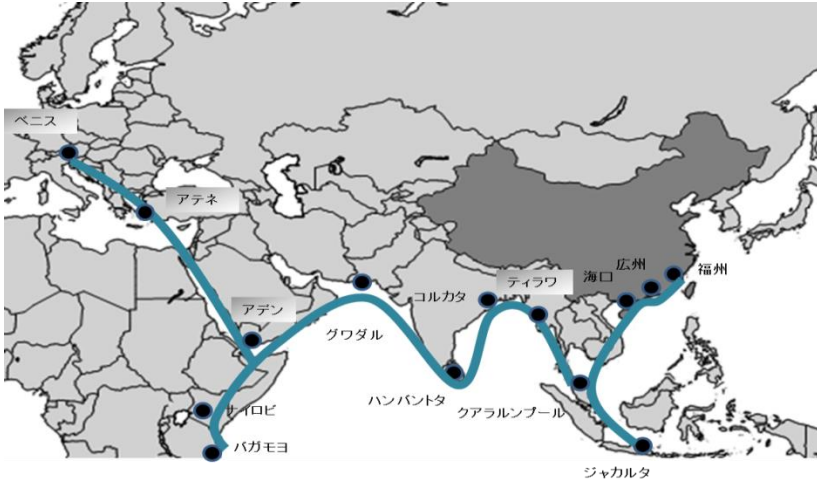 ベニス
アテネ
アデン
グワダル
コルカタ
ティラワ
海口
広州
福州
ハンバントタ
クアラルンプール
ナイロビ
バガモヨ
ジャカルタ